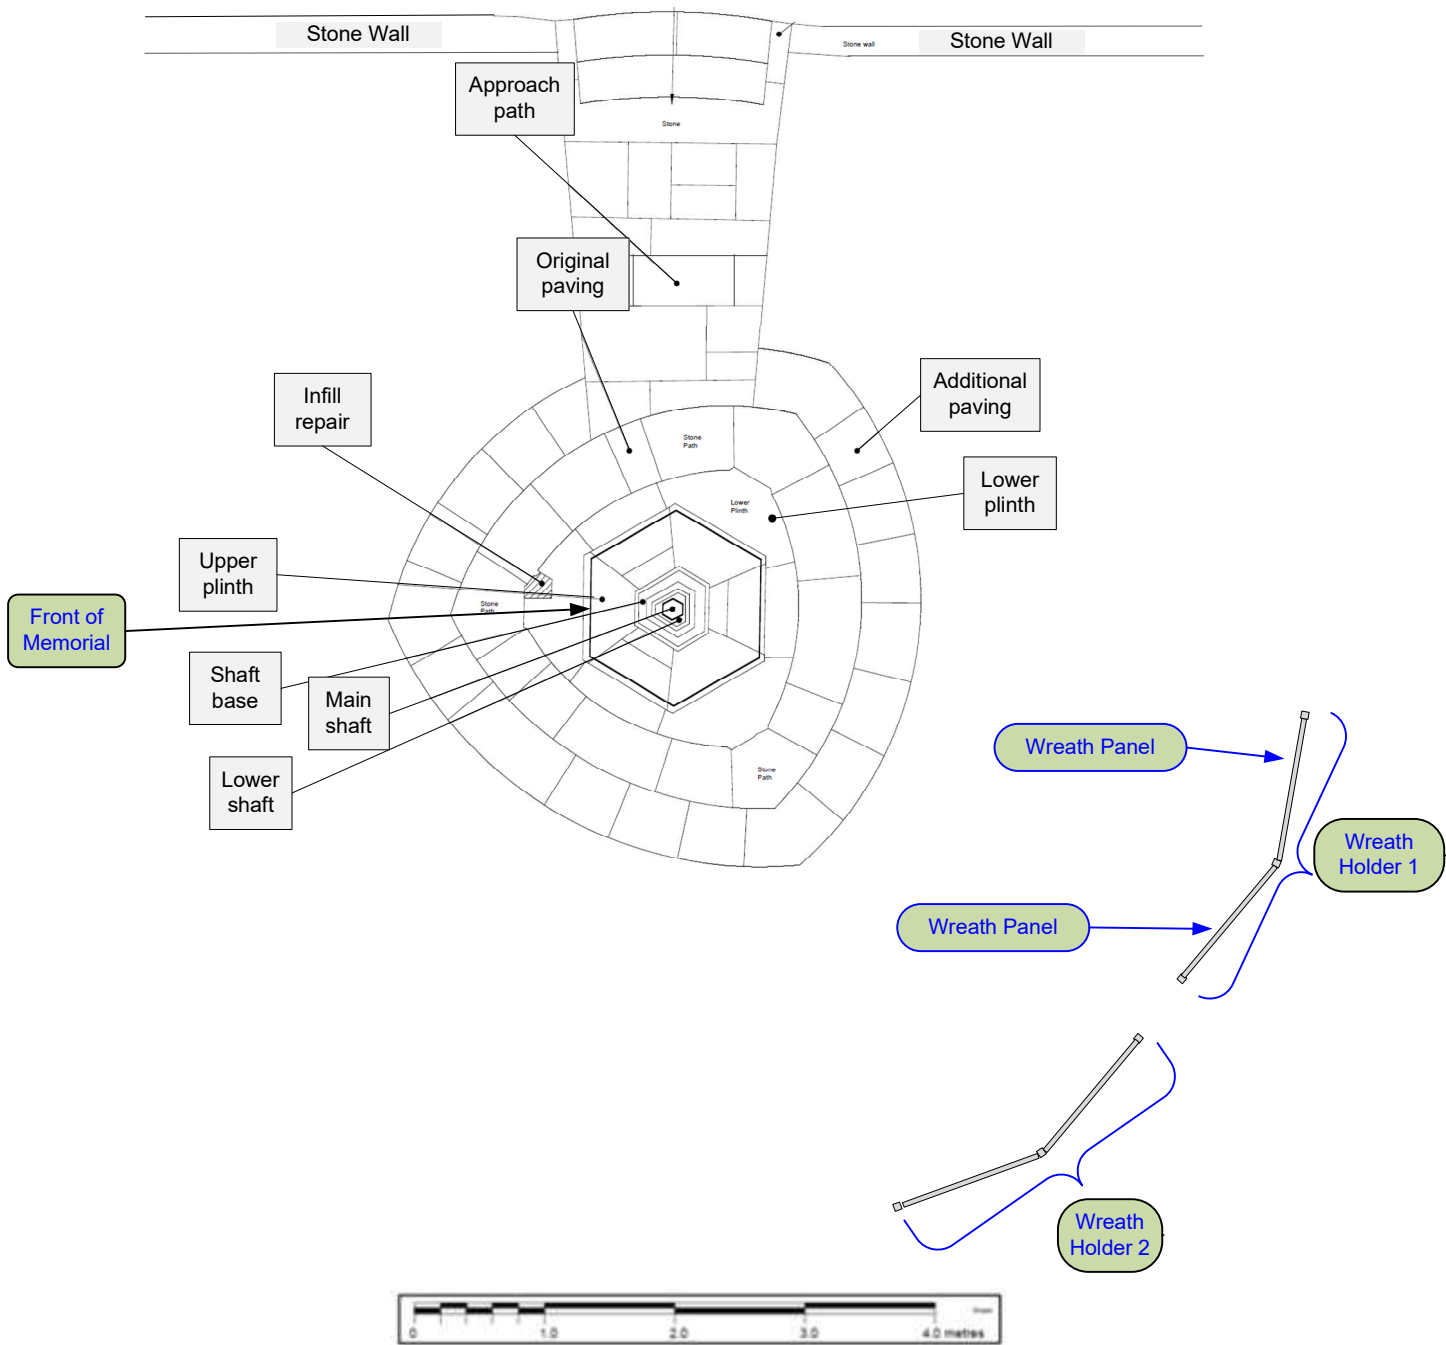 Stone Wall
Stone wall
Stone Wall
Approach
path
Stone
Original
paving
Infill
repair
Additional
paving
Stone
Path
Lower
plinth
Lower
Plinth
Upper
plinth
Front of
Memorial
Stone
Path
Shaft
base
Main
shaft
Lower
shaft
Stone
Path
Wreath Panel
Wreath
Holder 1
Wreath Panel
Wreath
Holder 2
0 1.0 2.0 3.0 4.0 metres